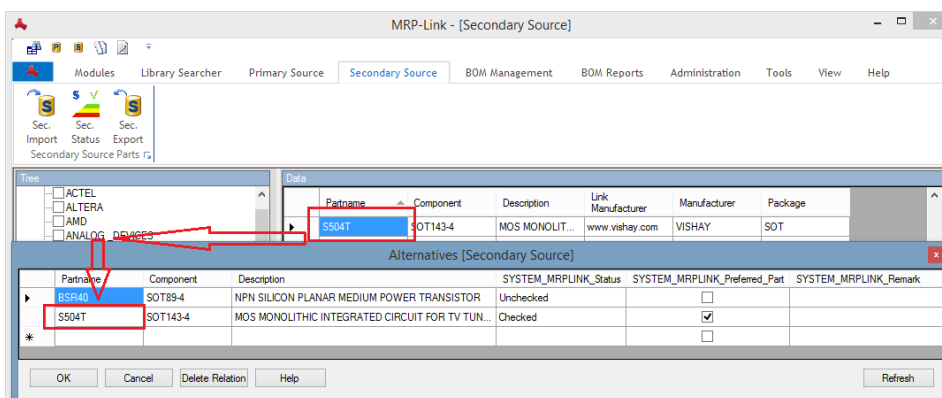 MRP-Link - [Secondary Source]
Modules Library Searcher Primary Source Secondary Source BOM Management BOM Reports Administration Tools View Help
Sec. Import
Sec. Status
Sec. Export
Secondary Source Parts
Tree
ACTEL
ALTERA
AMD
ANALOG_DEVICES
Data
Partname Component Description Link Manufacturer Manufacturer Package
S504T SOT143-4 MOS MONOLIT... www.vishay.com VISHAY SOT
Alternatives [Secondary Source]
Partname Component Description SYSTEM_MRPLINK_Status SYSTEM_MRPLINK_Preferred_Part SYSTEM_MRPLINK_Remark
BSR40 SOT89-4 NPN SILICON PLANAR MEDIUM POWER TRANSISTOR Unchecked
S504T SOT143-4 MOS MONOLITHIC INTEGRATED CIRCUIT FOR TV TUN... Checked
OK Cancel Delete Relation Help Refresh